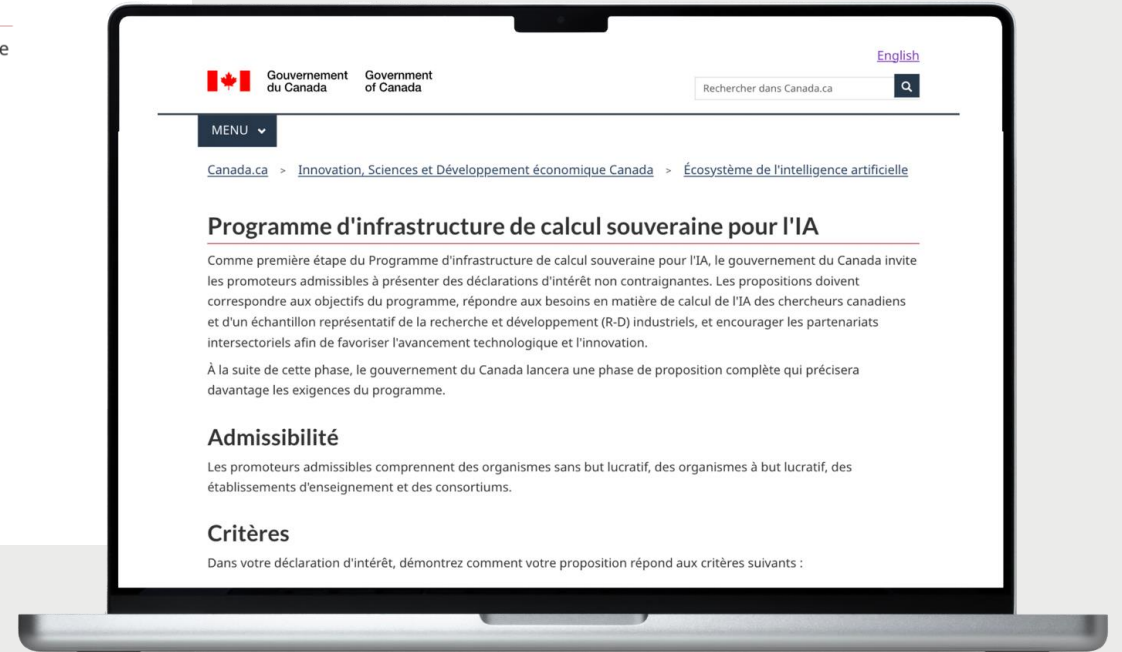 e
English
Gouvernement du Canada
Government of Canada
Rechercher dans Canada.ca
MENU
Canada.ca > Innovation, Sciences et Développement économique Canada > Écosystème de l'intelligence artificielle
Programme d'infrastructure de calcul souveraine pour l'IA
Comme première étape du Programme d'infrastructure de calcul souveraine pour l'IA, le gouvernement du Canada invite
les promoteurs admissibles à présenter des déclarations d'intérêt non contraignantes. Les propositions doivent
correspondre aux objectifs du programme, répondre aux besoins en matière de calcul de l'IA des chercheurs canadiens
et d'un échantillon représentatif de la recherche et développement (R-D) industriels, et encourager les partenariats
intersectoriels afin de favoriser l'avancement technologique et l'innovation.
À la suite de cette phase, le gouvernement du Canada lancera une phase de proposition complète qui précisera
davantage les exigences du programme.
Admissibilité
Les promoteurs admissibles comprennent des organismes sans but lucratif, des organismes à but lucratif, des
établissements d'enseignement et des consortiums.
Critères
Dans votre déclaration d'intérêt, démontrez comment votre proposition répond aux critères suivants :